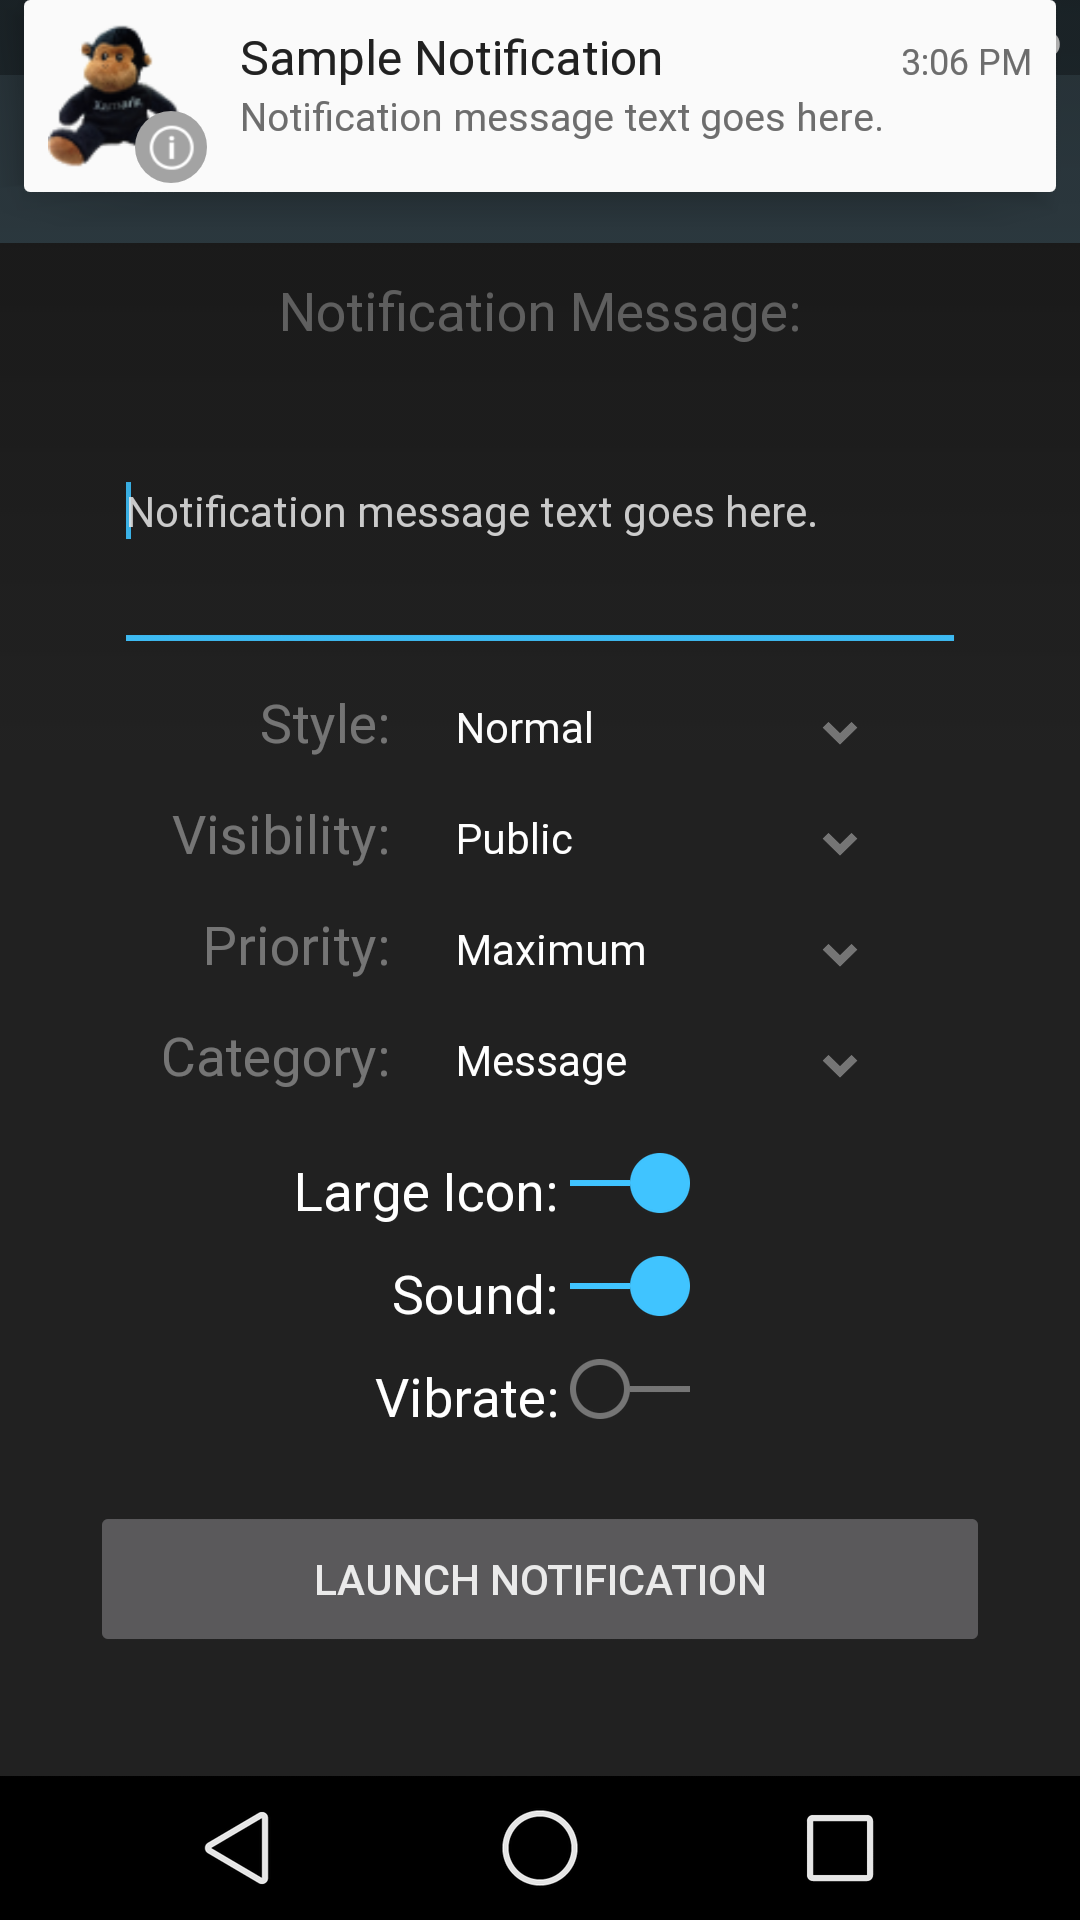 Sample Notification 3:06 PM
Notification message text goes here.
Xamarin
Notification Message:
Notification message text goes here.
Style: Normal
Visibility: Public
Priority: Maximum
Category: Message
Large Icon:
Sound:
Vibrate:
LAUNCH NOTIFICATION